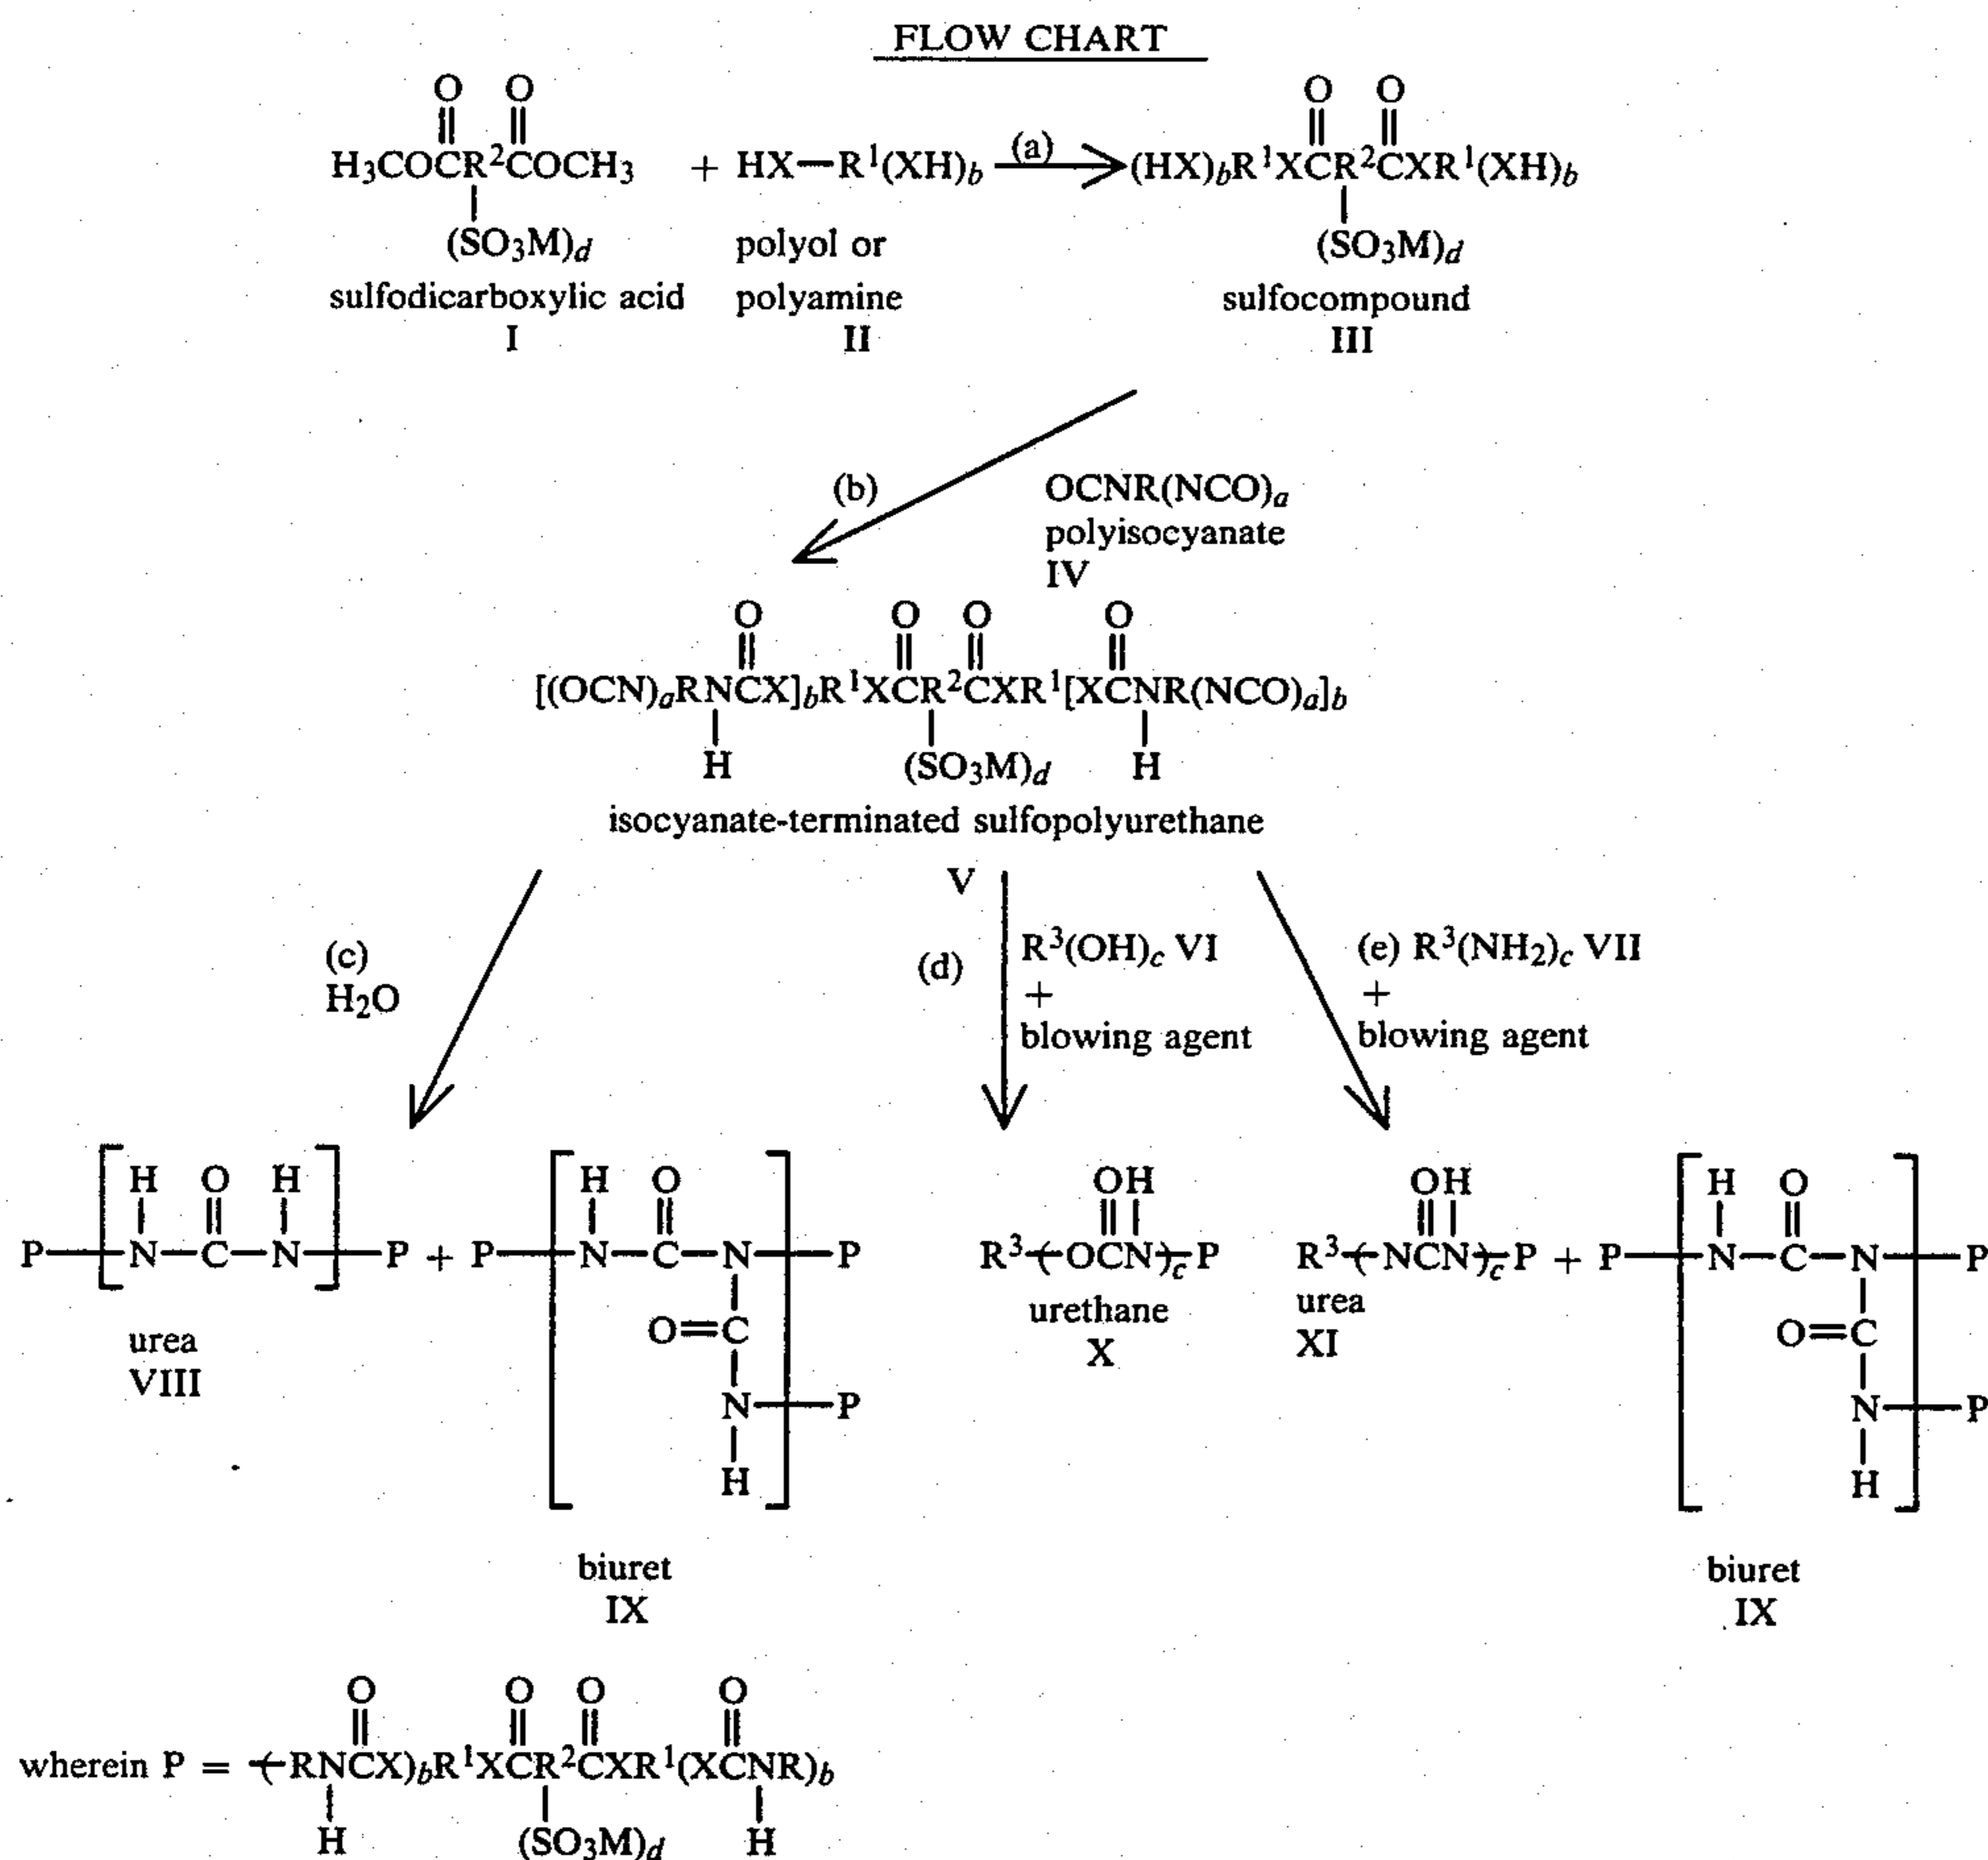 FLOW CHART
O O O O
H₃COCR²COCH₃ + HX—R¹(XH)b (a) (HX)bR¹XCR²CXR¹(XH)b
(SO₃M)d polyol or (SO₃M)d
sulfodicarboxylic acid polyamine sulfocompound
I II III
(b) OCNR(NCO)a
polyisocyanate
IV
O O O O
[(OCN)aRNCX]bR¹XCR²CXR¹[XCNR(NCO)a]b
H (SO₃M)d H
isocyanate-terminated sulfopolyurethane
V
(c) (d) R³(OH)c VI (e) R³(NH₂)c VII
H₂O + +
blowing agent blowing agent
H O H H O OH OH H O
P—N—C—N—P + P—N—C—N—P R³-(OCN)c-P R³-(NCN)c-P + P—N—C—N—P
O=C urethane urea O=C
urea X XI
VIII
N—P N—P
H H
biuret biuret
IX IX
O O O O
wherein P = -(RNCX)bR¹XCR²CXR¹(XCNR)b
H (SO₃M)d H